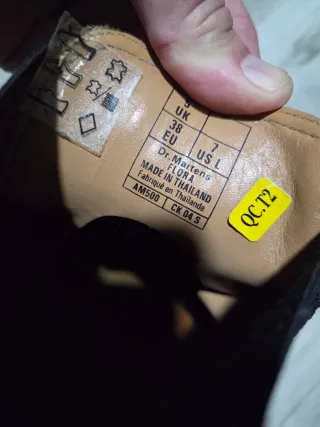 5
UK
38
EU
7
US L
Dr. Martens
FLORA
MADE IN THAILAND
Fabriqué en Thaïlande
AM500
CK 04 S
QC.T2